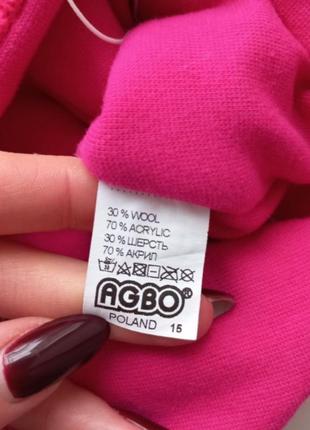 30 % WOOL
70 % ACRYLIC
30 % ШЕРСТЬ
70 % АКРИЛ
AGBO®
POLAND 15